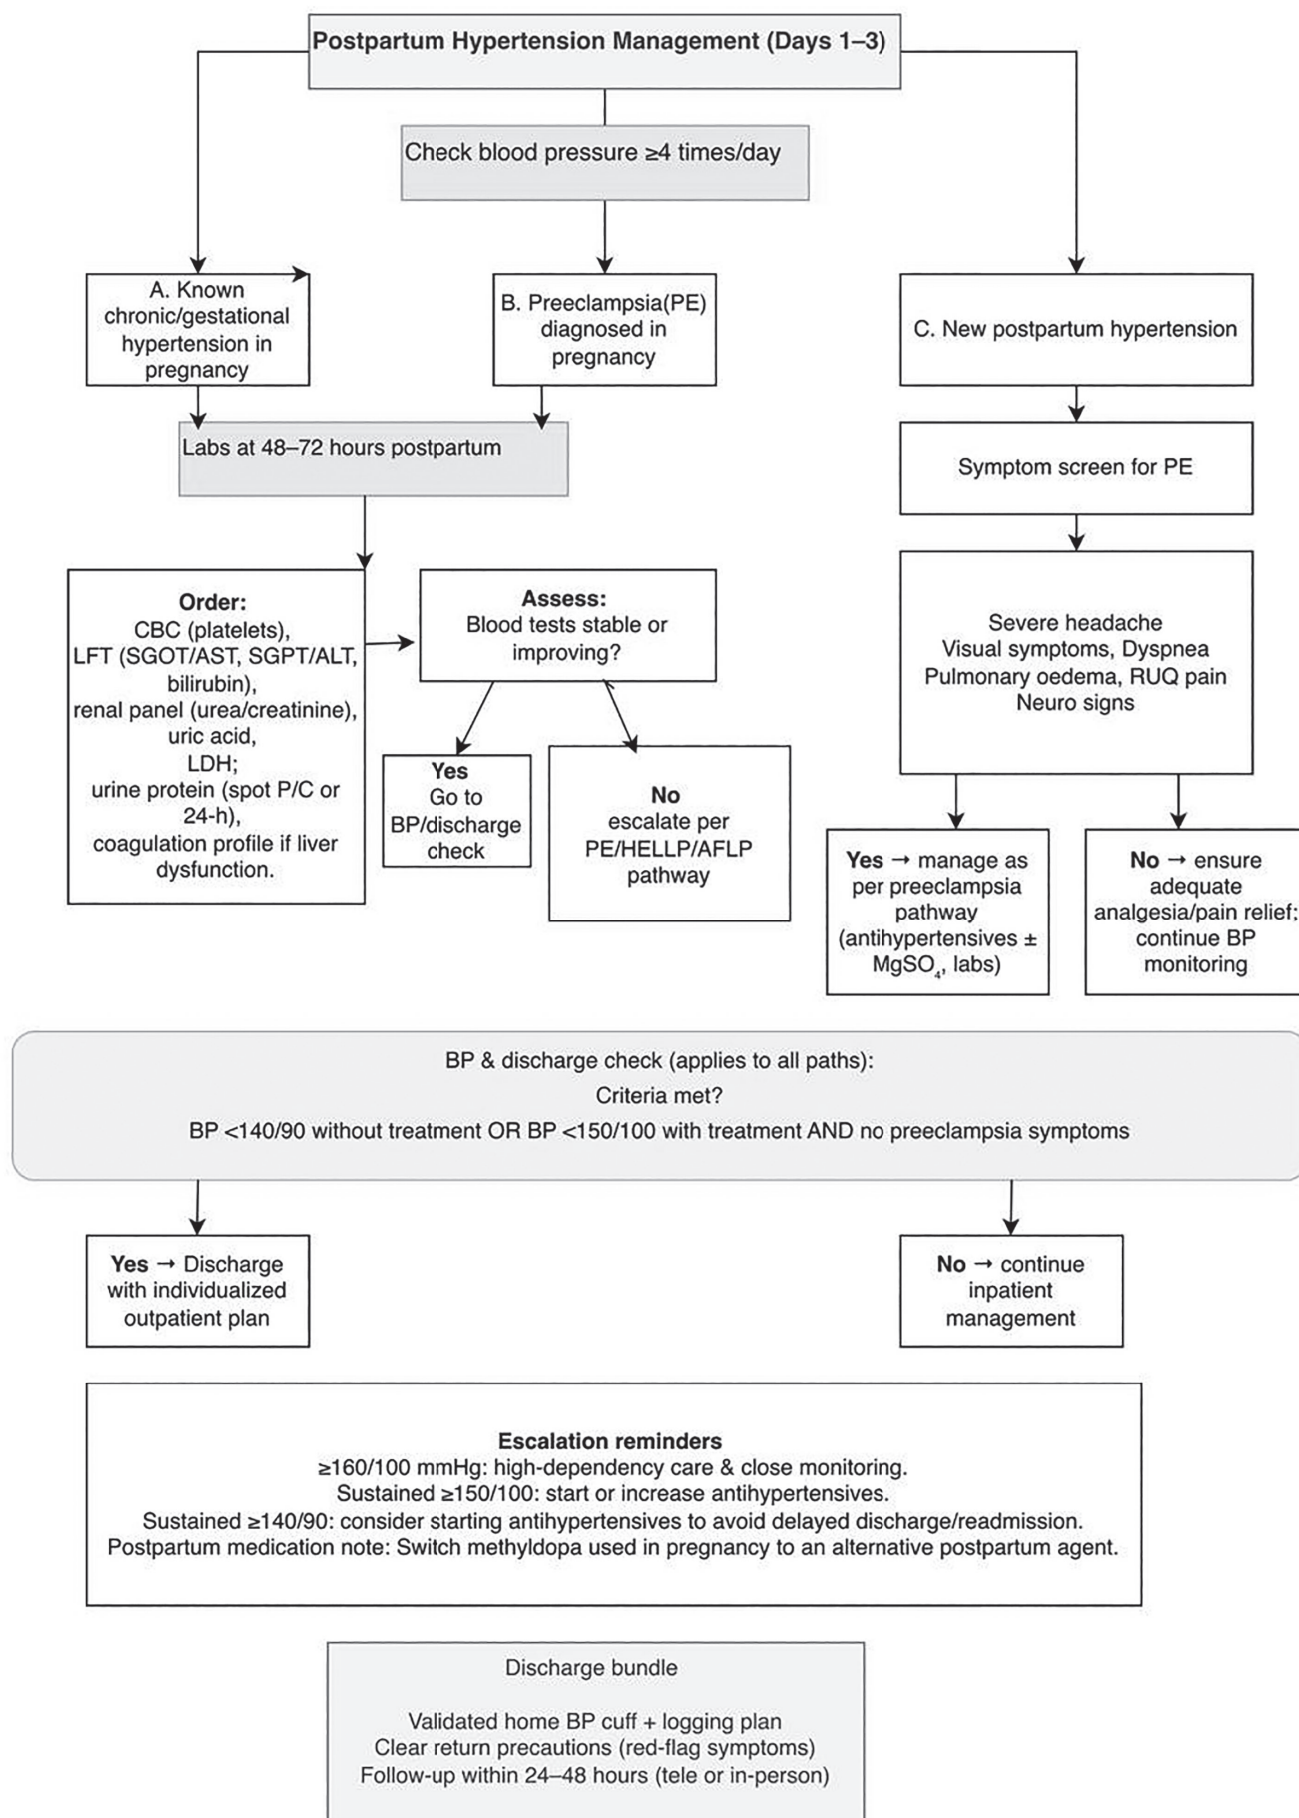 Postpartum Hypertension Management (Days 1–3)
Check blood pressure ≥4 times/day
A. Known
chronic/gestational
hypertension in
pregnancy
B. Preeclampsia(PE)
diagnosed in
pregnancy
C. New postpartum hypertension
Labs at 48–72 hours postpartum
Symptom screen for PE
Order:
CBC (platelets),
LFT (SGOT/AST, SGPT/ALT,
bilirubin),
renal panel (urea/creatinine),
uric acid,
LDH;
urine protein (spot P/C or
24-h),
coagulation profile if liver
dysfunction.
Assess:
Blood tests stable or
improving?
Yes
Go to
BP/discharge
check
No
escalate per
PE/HELLP/AFLP
pathway
Severe headache
Visual symptoms, Dyspnea
Pulmonary oedema, RUQ pain
Neuro signs
Yes → manage as
per preeclampsia
pathway
(antihypertensives ±
MgSO₄, labs)
No → ensure
adequate
analgesia/pain relief;
continue BP
monitoring
BP & discharge check (applies to all paths):
Criteria met?
BP <140/90 without treatment OR BP <150/100 with treatment AND no preeclampsia symptoms
Yes → Discharge
with individualized
outpatient plan
No → continue
inpatient
management
Escalation reminders
≥160/100 mmHg: high-dependency care & close monitoring.
Sustained ≥150/100: start or increase antihypertensives.
Sustained ≥140/90: consider starting antihypertensives to avoid delayed discharge/readmission.
Postpartum medication note: Switch methyldopa used in pregnancy to an alternative postpartum agent.
Discharge bundle
Validated home BP cuff + logging plan
Clear return precautions (red-flag symptoms)
Follow-up within 24–48 hours (tele or in-person)